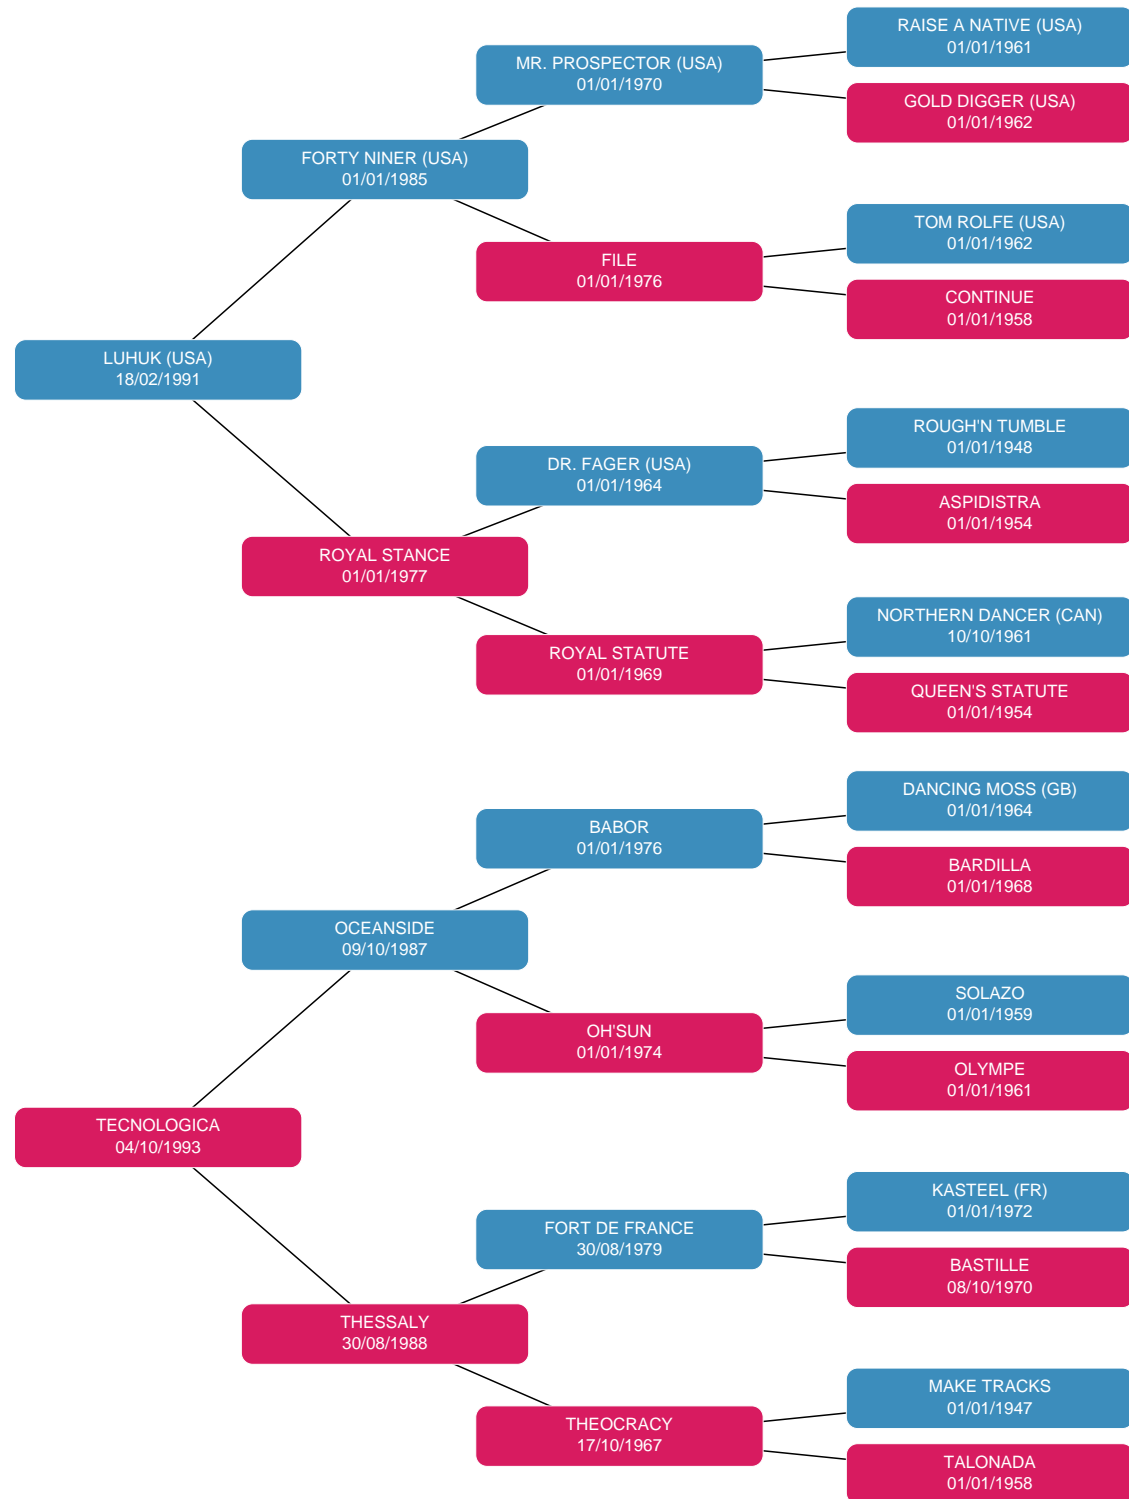 RAISE A NATIVE (USA)
01/01/1961
MR. PROSPECTOR (USA)
01/01/1970
GOLD DIGGER (USA)
01/01/1962
FORTY NINER (USA)
01/01/1985
TOM ROLFE (USA)
01/01/1962
FILE
01/01/1976
CONTINUE
01/01/1958
LUHUK (USA)
18/02/1991
ROUGH'N TUMBLE
01/01/1948
DR. FAGER (USA)
01/01/1964
ASPIDISTRA
01/01/1954
ROYAL STANCE
01/01/1977
NORTHERN DANCER (CAN)
10/10/1961
ROYAL STATUTE
01/01/1969
QUEEN'S STATUTE
01/01/1954
DANCING MOSS (GB)
01/01/1964
BABOR
01/01/1976
BARDILLA
01/01/1968
OCEANSIDE
09/10/1987
SOLAZO
01/01/1959
OH'SUN
01/01/1974
OLYMPE
01/01/1961
TECNOLOGICA
04/10/1993
KASTEEL (FR)
01/01/1972
FORT DE FRANCE
30/08/1979
BASTILLE
08/10/1970
THESSALY
30/08/1988
MAKE TRACKS
01/01/1947
THEOCRACY
17/10/1967
TALONADA
01/01/1958